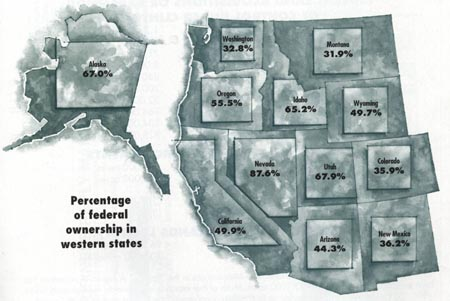 Alaska
67.0%
Washington
32.8%
Montana
31.9%
Oregon
55.5%
Idaho
65.2%
Wyoming
49.7%
Nevada
87.6%
Utah
67.9%
Colorado
35.9%
California
49.9%
Arizona
44.3%
New Mexico
36.2%
Percentage
of federal
ownership in
western states